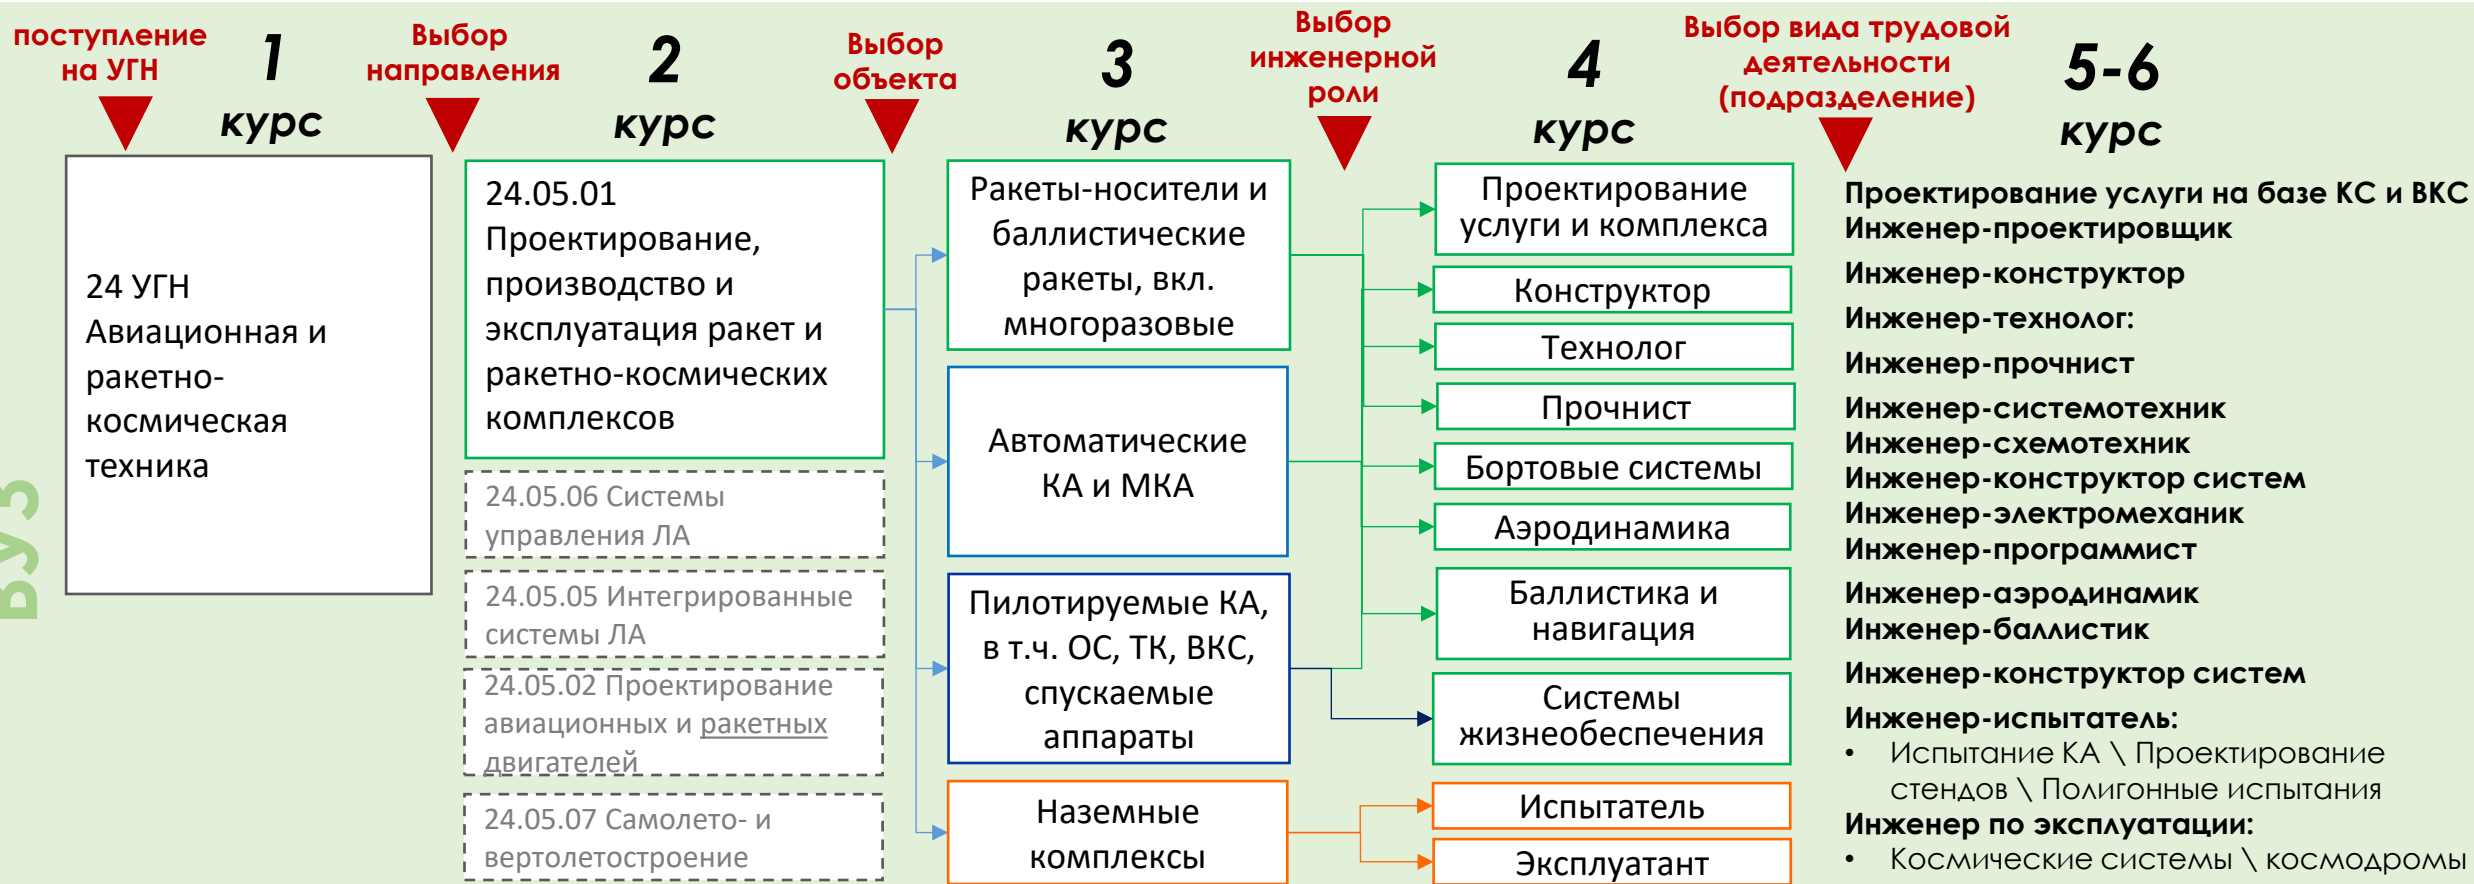 поступление
на УГН
1
курс
Выбор
направления
2
курс
Выбор
объекта
3
курс
Выбор
инженерной
роли
4
курс
Выбор вида трудовой
деятельности
(подразделение)
5-6
курс
ВУЗ
24 УГН
Авиационная и
ракетно-
космическая
техника
24.05.01
Проектирование,
производство и
эксплуатация ракет и
ракетно-космических
комплексов
24.05.06 Системы
управления ЛА
24.05.05 Интегрированные
системы ЛА
24.05.02 Проектирование
авиационных и ракетных
двигателей
24.05.07 Самолето- и
вертолетостроение
Ракеты-носители и
баллистические
ракеты, вкл.
многоразовые
Автоматические
КА и МКА
Пилотируемые КА,
в т.ч. ОС, ТК, ВКС,
спускаемые
аппараты
Наземные
комплексы
Проектирование
услуги и комплекса
Конструктор
Технолог
Прочнист
Бортовые системы
Аэродинамика
Баллистика и
навигация
Системы
жизнеобеспечения
Испытатель
Эксплуатант
Проектирование услуги на базе КС и ВКС
Инженер-проектировщик
Инженер-конструктор
Инженер-технолог:
Инженер-прочнист
Инженер-системотехник
Инженер-схемотехник
Инженер-конструктор систем
Инженер-электромеханик
Инженер-программист
Инженер-аэродинамик
Инженер-баллистик
Инженер-конструктор систем
Инженер-испытатель:
• Испытание КА \ Проектирование
стендов \ Полигонные испытания
Инженер по эксплуатации:
• Космические системы \ космодромы